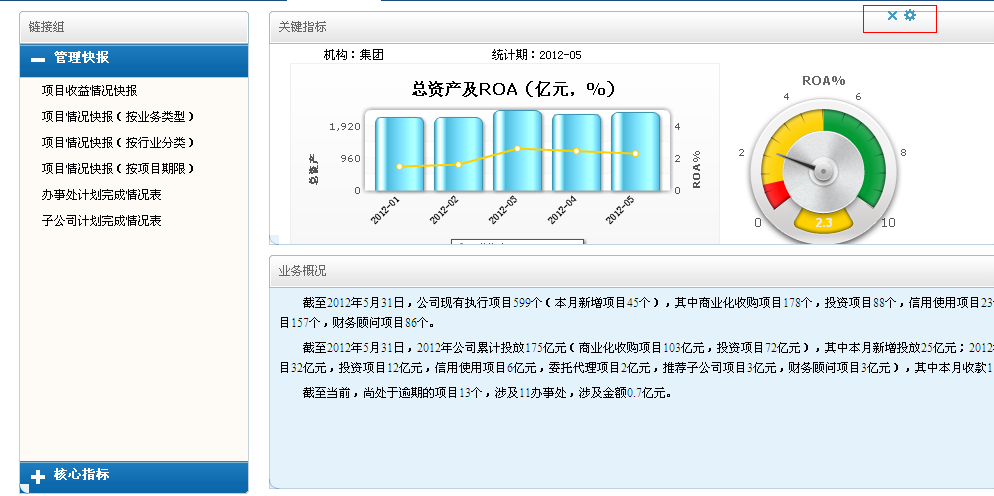 链接组
管理快报
项目收益情况快报
项目情况快报（按业务类型）
项目情况快报（按行业分类）
项目情况快报（按项目期限）
办事处计划完成情况表
子公司计划完成情况表
核心指标
关键指标
机构：集团 统计期：2012-05
总资产及ROA（亿元，%）
1,920
960
0
总资产
4
2
0
ROA%
2012-01 2012-02 2012-03 2012-04 2012-05
ROA%
0 2 4 6 8 10
2.3
业务概况
截至2012年5月31日，公司现有执行项目599个（本月新增项目45个），其中商业化收购项目178个，投资项目88个，信用使用项目23
目157个，财务顾问项目86个。
截至2012年5月31日，2012年公司累计投放175亿元（商业化收购项目103亿元，投资项目72亿元），其中本月新增投放25亿元；2012
目32亿元，投资项目12亿元，信用使用项目6亿元，委托代理项目2亿元，推荐子公司项目3亿元，财务顾问项目3亿元），其中本月收款1
截至当前，尚处于逾期的项目13个，涉及11办事处，涉及金额0.7亿元。